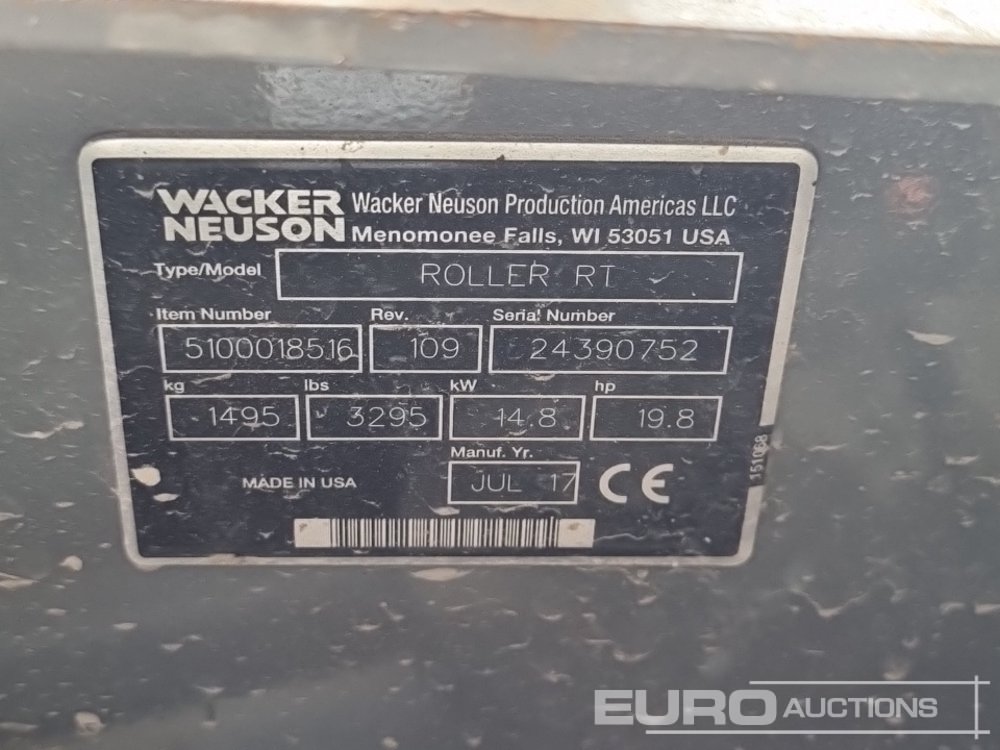 WACKER NEUSON
Wacker Neuson Production Americas LLC
Menomonee Falls, WI 53051 USA
Type/Model ROLLER RT
Item Number Rev. Serial Number
5100018516 109 24390752
kg lbs kW hp
1495 3295 14.8 19.8
Manuf. Yr.
MADE IN USA JUL 17 CE
151068
EURO AUCTIONS